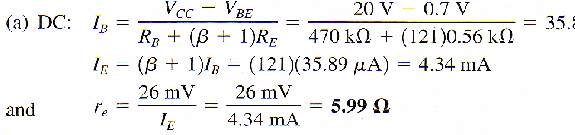 (a) DC: I_B = (V_CC − V_BE) / (R_B + (β + 1)R_E) = (20 V − 0.7 V) / (470 kΩ + (121)0.56 kΩ) = 35.8
I_E = (β + 1)I_B = (121)(35.89 μA) = 4.34 mA
and r_e = 26 mV / I_E = 26 mV / 4.34 mA = 5.99 Ω